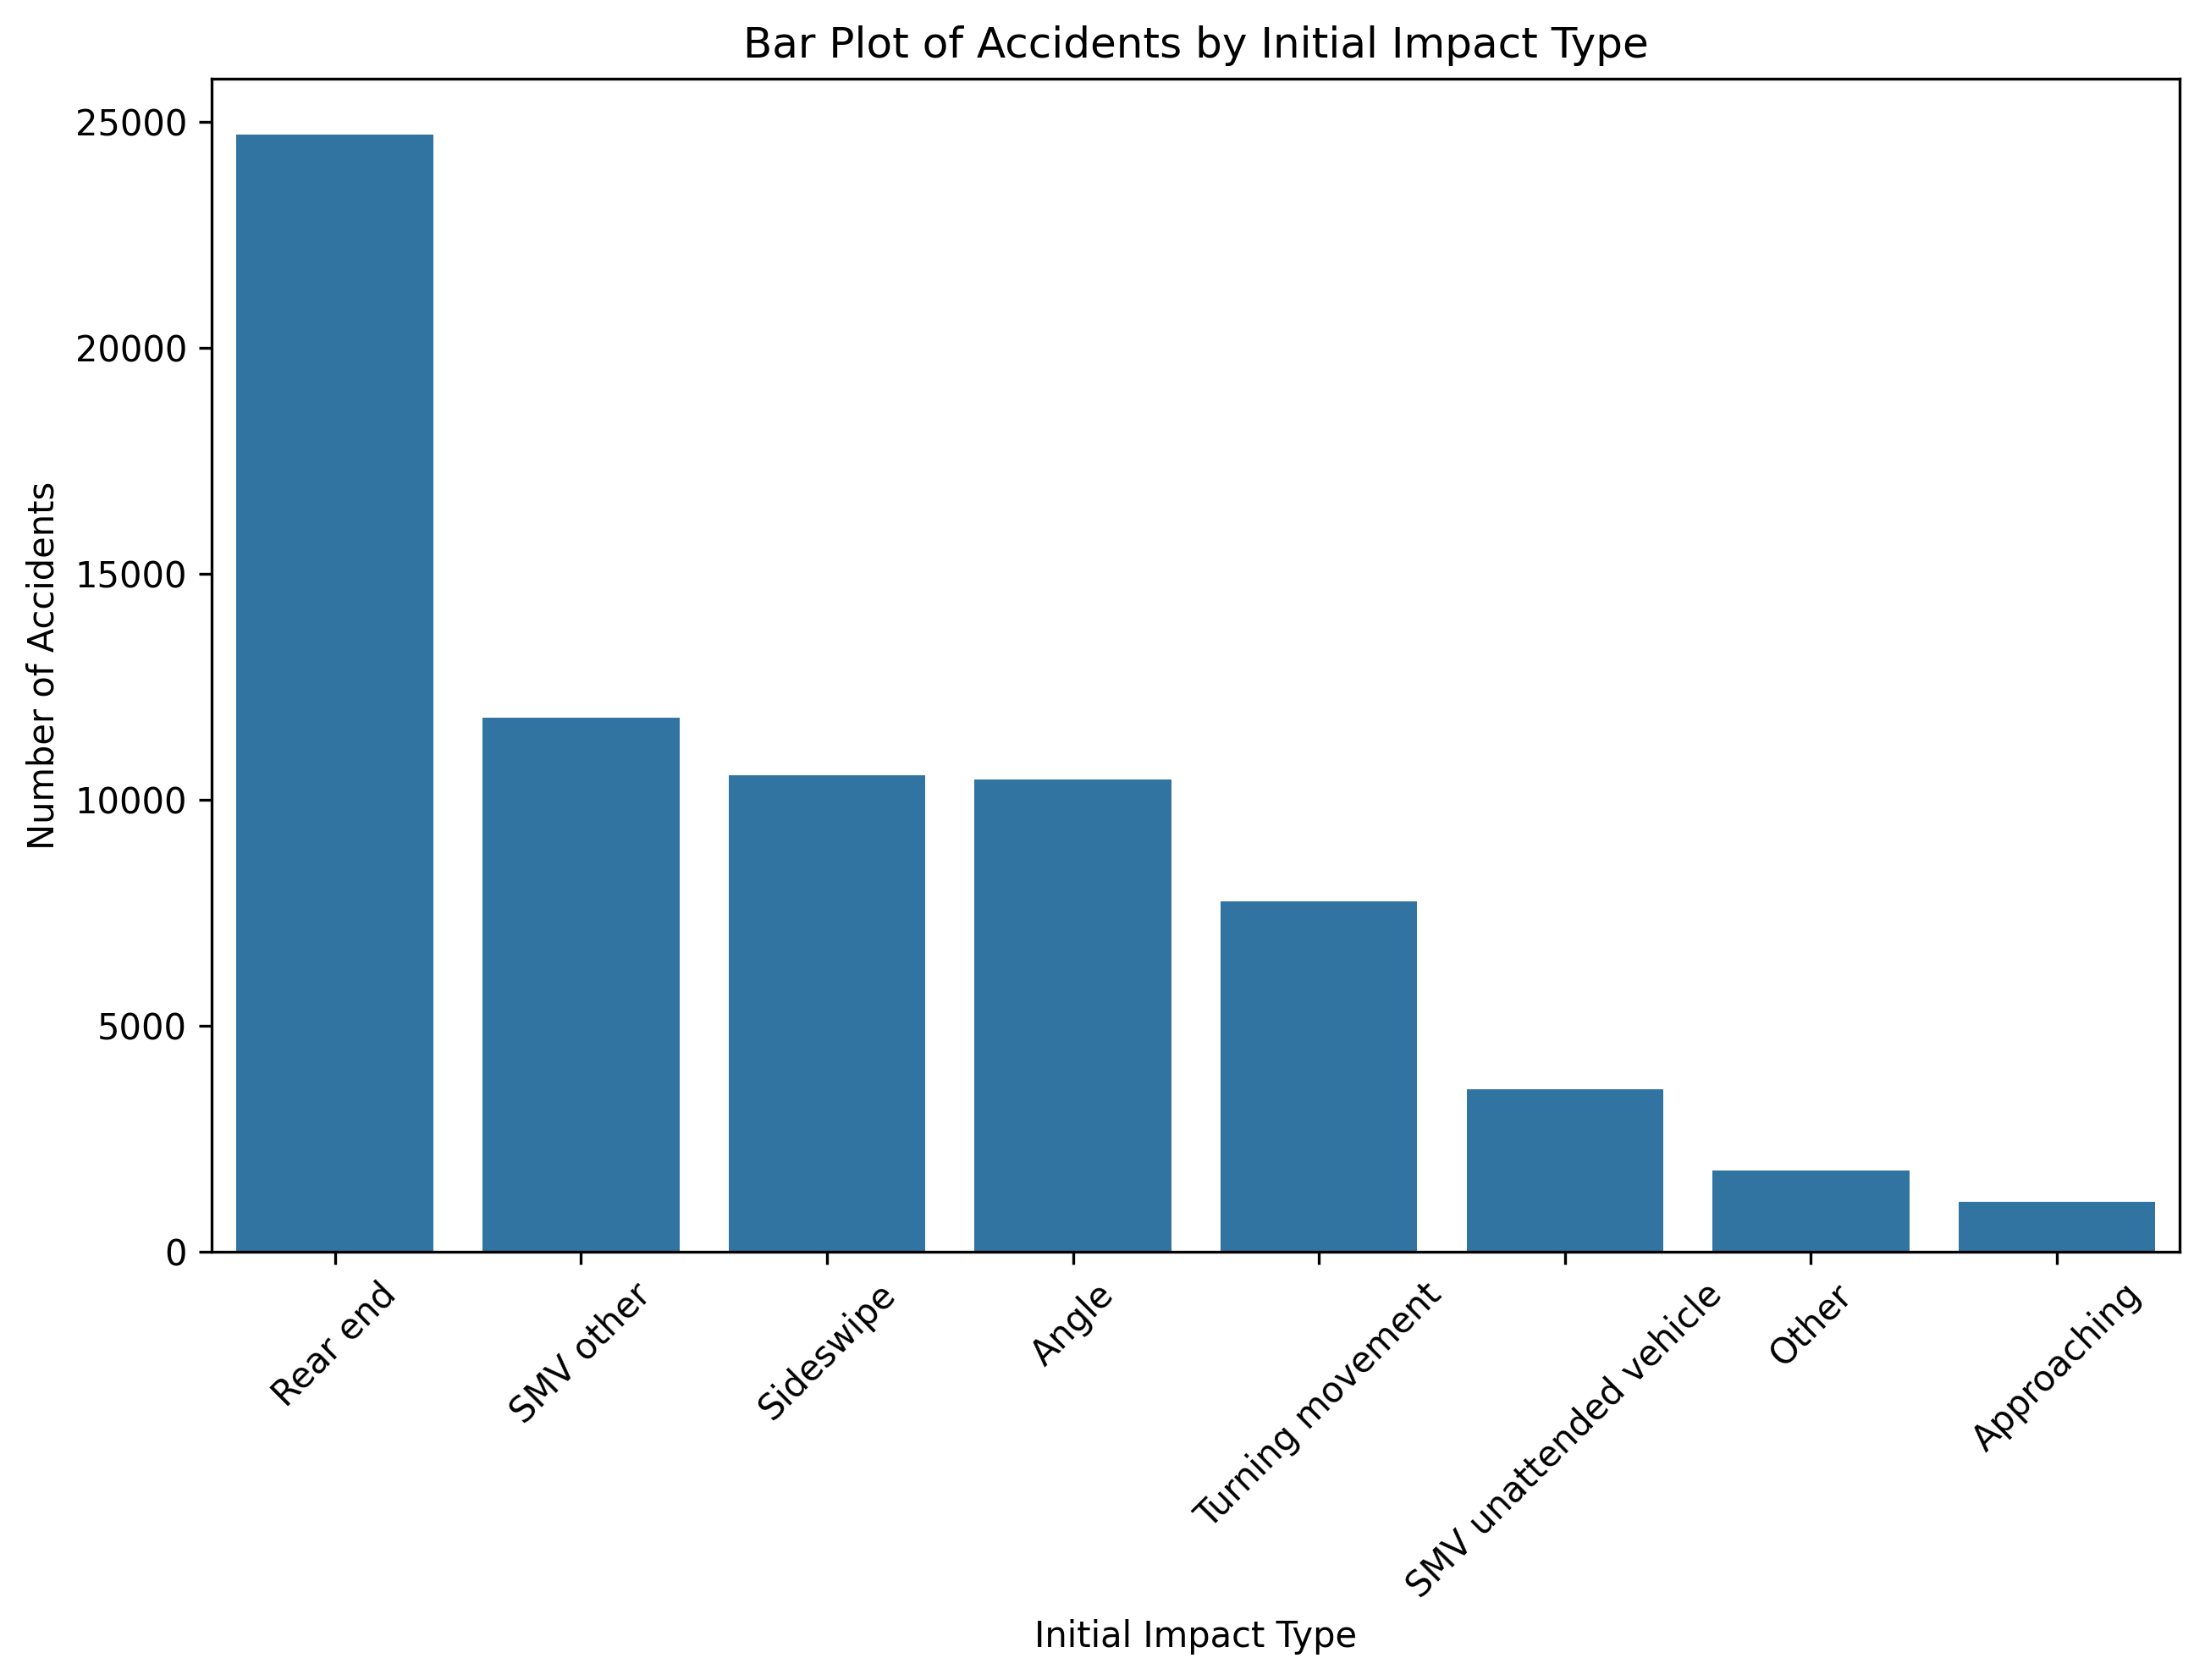 Bar Plot of Accidents by Initial Impact Type
Number of Accidents
25000
20000
15000
10000
5000
0
Rear end
SMV other
Sideswipe
Angle
Turning movement
SMV unattended vehicle
Other
Approaching
Initial Impact Type